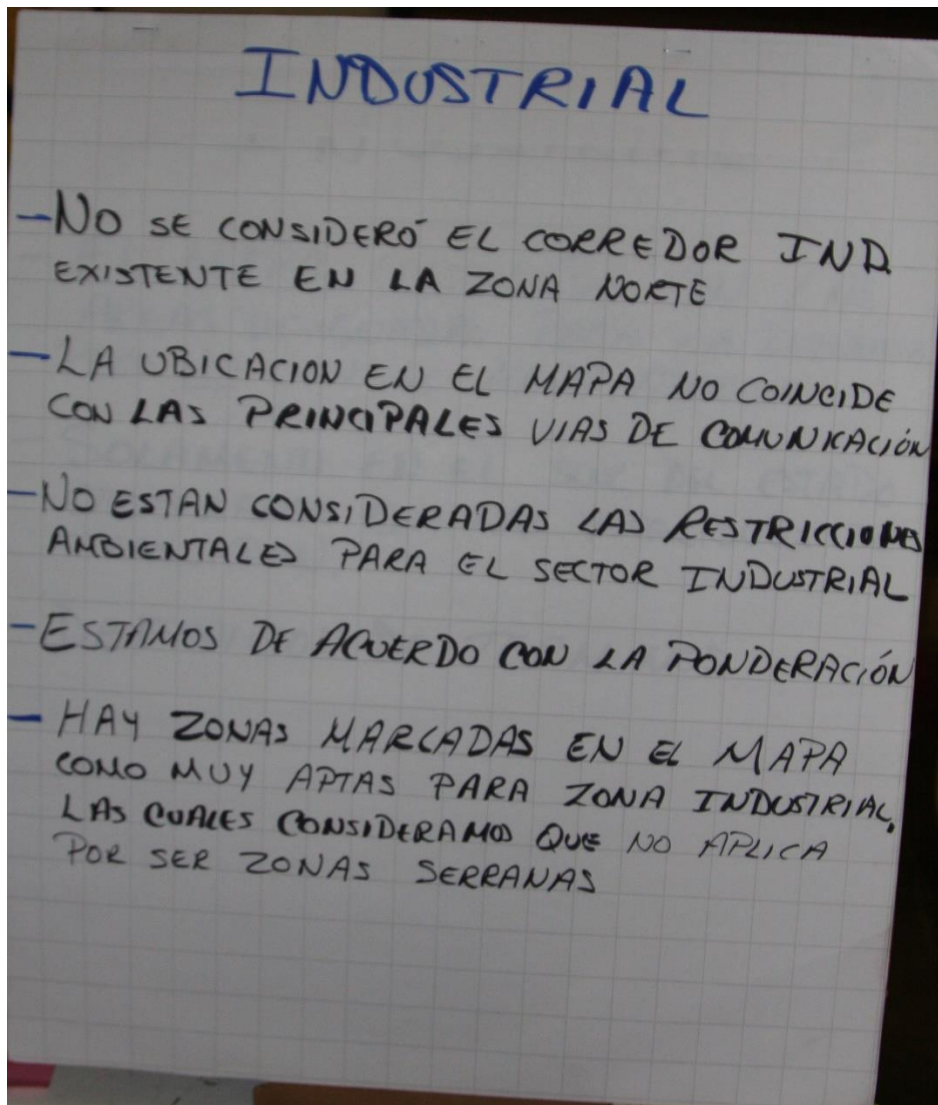 INDUSTRIAL
- NO SE CONSIDERÓ EL CORREDOR IND.
EXISTENTE EN LA ZONA NORTE
- LA UBICACION EN EL MAPA NO COINCIDE
CON LAS PRINCIPALES VIAS DE COMUNICACIÓN
- NO ESTAN CONSIDERADAS LAS RESTRICCIONES
AMBIENTALES PARA EL SECTOR INDUSTRIAL
- ESTAMOS DE ACUERDO CON LA PONDERACIÓN
- HAY ZONAS MARCADAS EN EL MAPA
COMO MUY APTAS PARA ZONA INDUSTRIAL,
LAS CUALES CONSIDERAMOS QUE NO APLICA
POR SER ZONAS SERRANAS